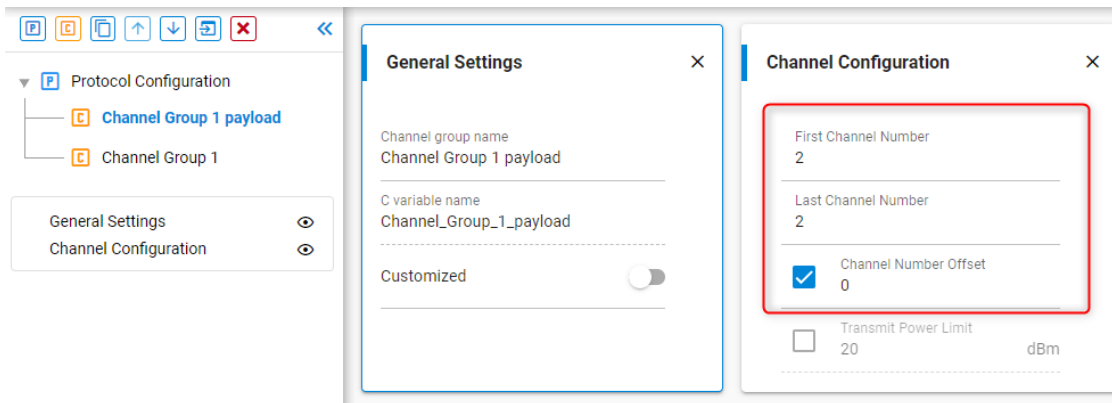 P C
Protocol Configuration
Channel Group 1 payload
Channel Group 1
General Settings
Channel Configuration
General Settings
Channel group name
Channel Group 1 payload
C variable name
Channel_Group_1_payload
Customized
Channel Configuration
First Channel Number
2
Last Channel Number
2
Channel Number Offset
0
Transmit Power Limit
20 dBm